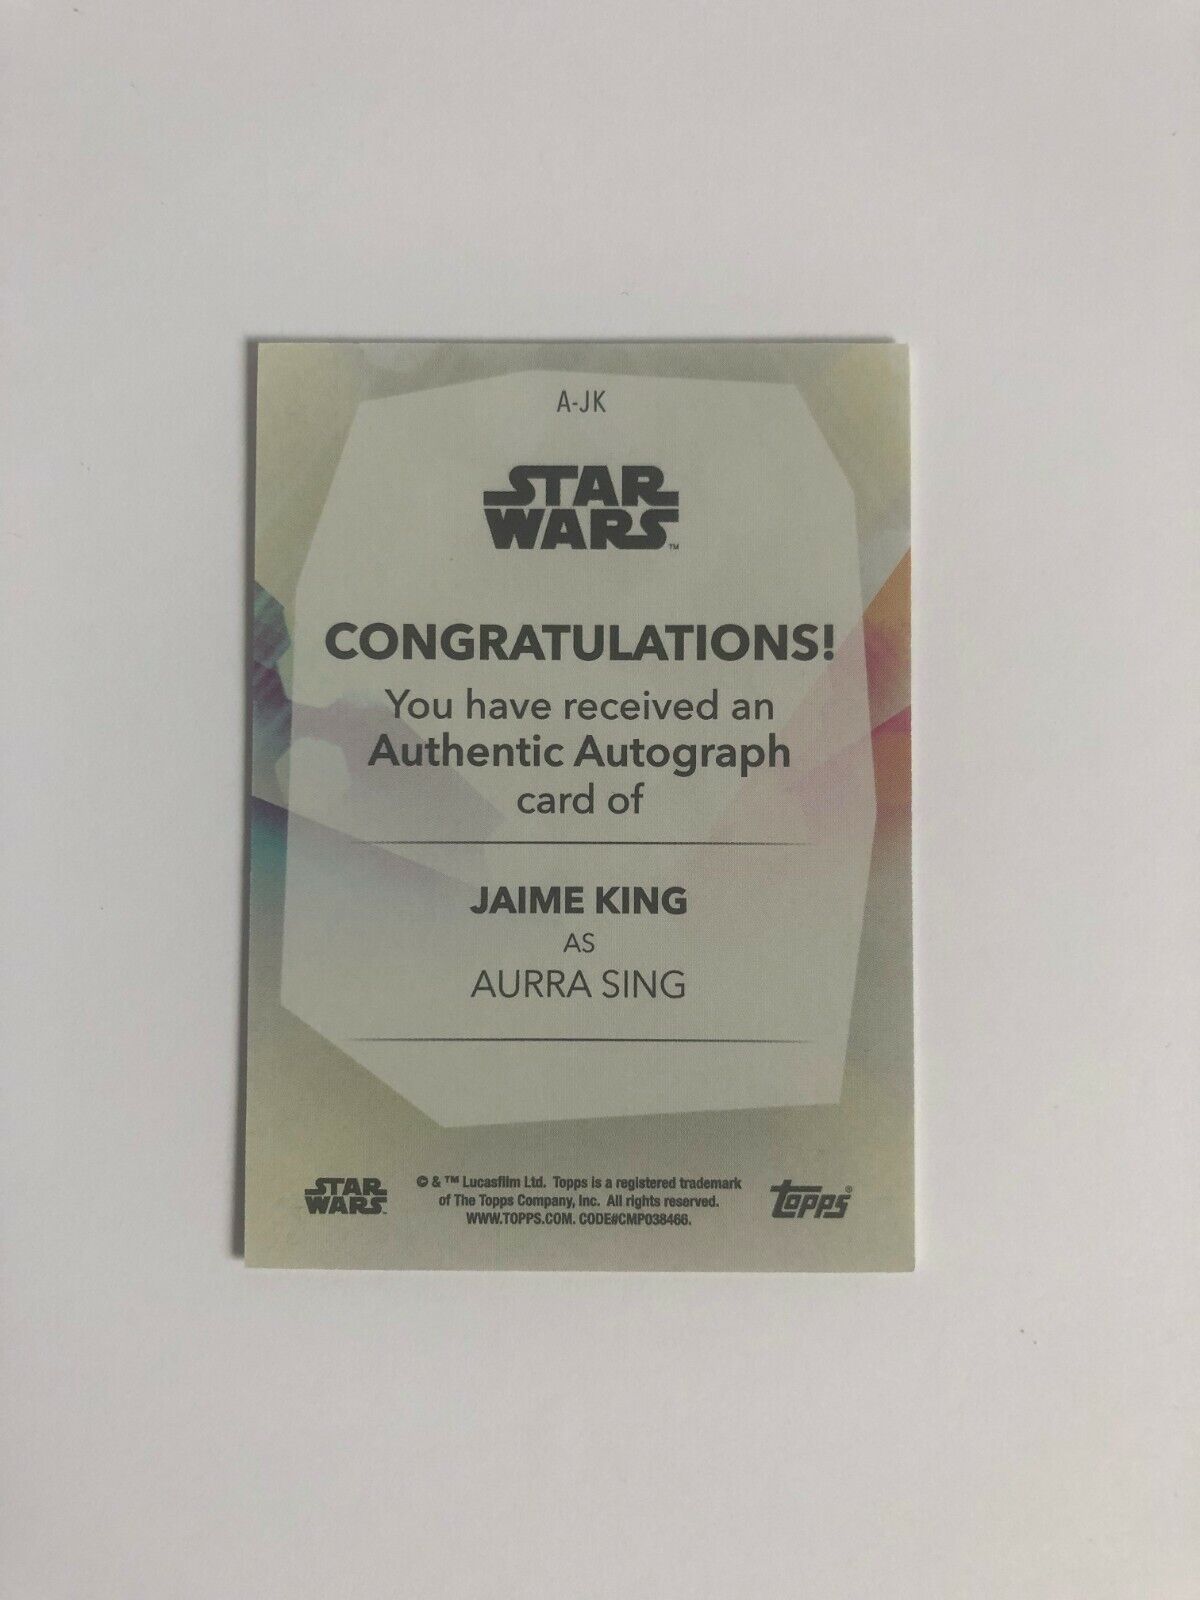 A-JK
STAR
WARS™
CONGRATULATIONS!
You have received an
Authentic Autograph
card of
JAIME KING
AS
AURRA SING
STAR
WARS
© & ™ Lucasfilm Ltd. Topps is a registered trademark
of The Topps Company, Inc. All rights reserved.
WWW.TOPPS.COM. CODE#CMP038466.
topps®